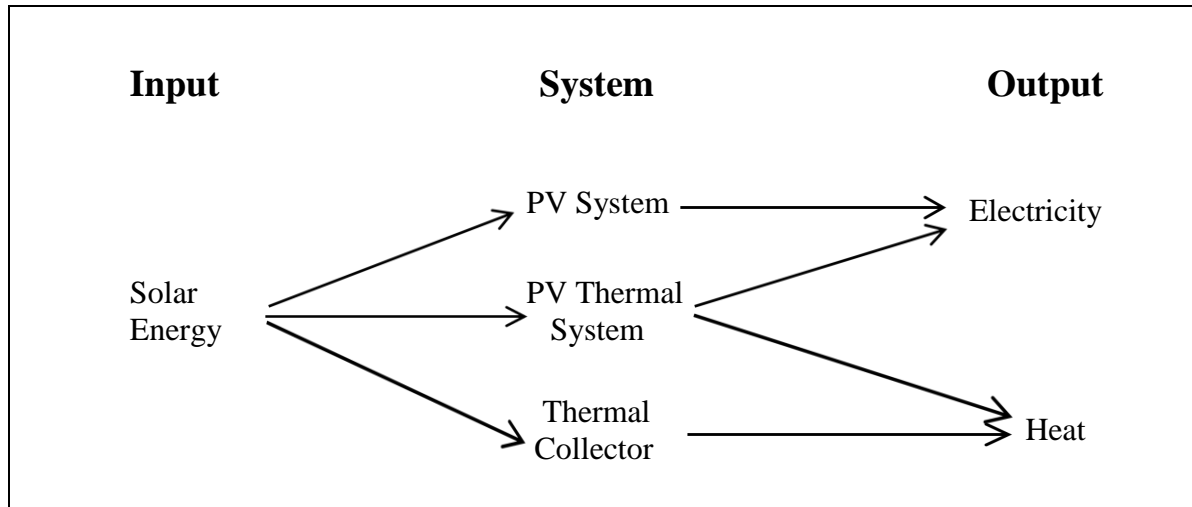 Input
System
Output
PV System
Electricity
Solar
Energy
PV Thermal
System
Thermal
Collector
Heat